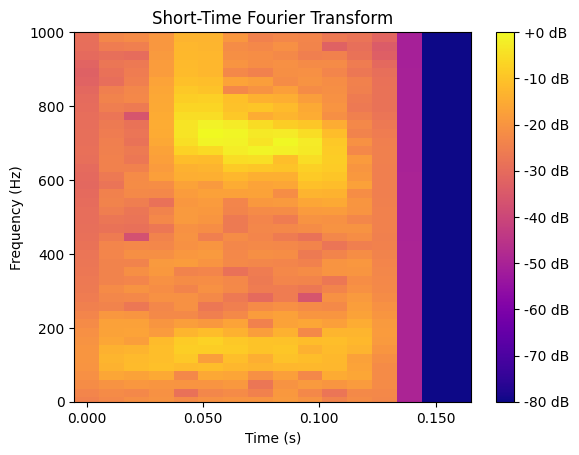 Short-Time Fourier Transform
Frequency (Hz)
1000
800
600
400
200
0
0.000
0.050
0.100
0.150
Time (s)
+0 dB
-10 dB
-20 dB
-30 dB
-40 dB
-50 dB
-60 dB
-70 dB
-80 dB